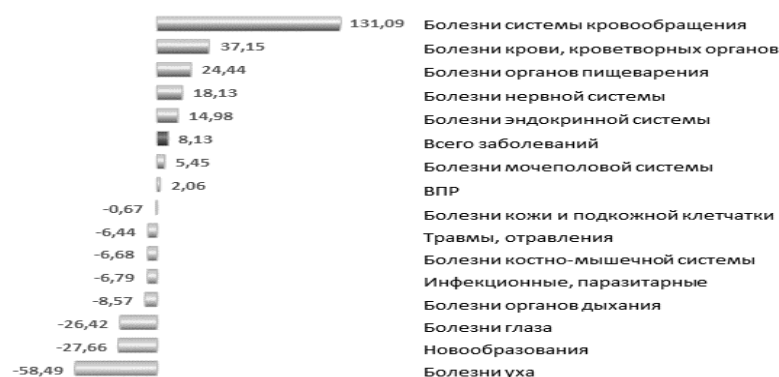 131,09 Болезни системы кровообращения
37,15 Болезни крови, кроветворных органов
24,44 Болезни органов пищеварения
18,13 Болезни нервной системы
14,98 Болезни эндокринной системы
8,13 Всего заболеваний
5,45 Болезни мочеполовой системы
2,06 ВПР
-0,67 Болезни кожи и подкожной клетчатки
-6,44 Травмы, отравления
-6,68 Болезни костно-мышечной системы
-6,79 Инфекционные, паразитарные
-8,57 Болезни органов дыхания
-26,42 Болезни глаза
-27,66 Новообразования
-58,49 Болезни уха